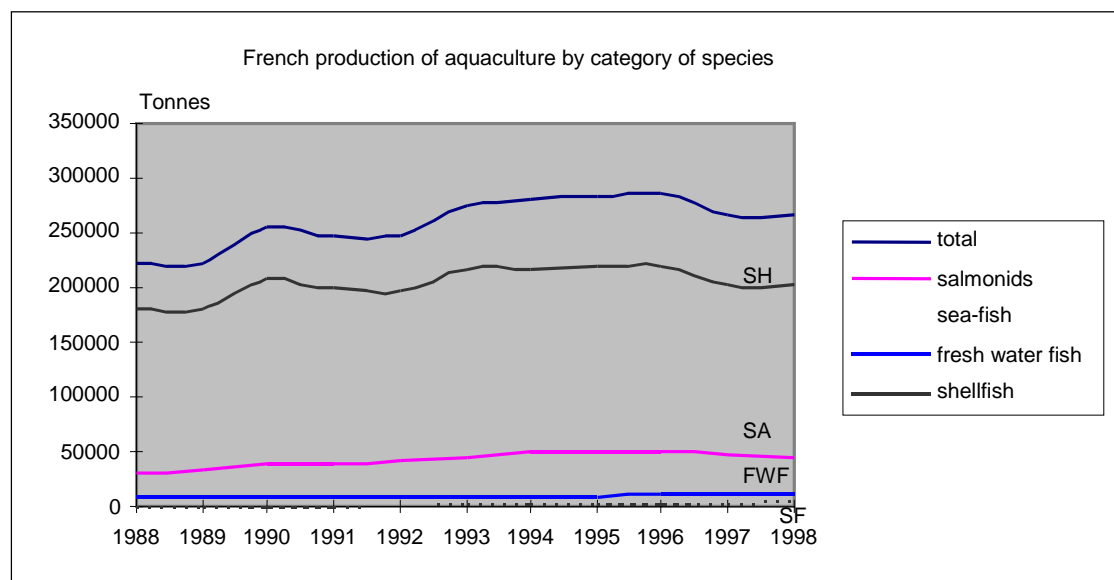 French production of aquaculture by category of species
Tonnes
350000
300000
250000
200000
150000
100000
50000
0
SH
SA
FWF
SF
1988 1989 1990 1991 1992 1993 1994 1995 1996 1997 1998
total
salmonids
sea-fish
fresh water fish
shellfish